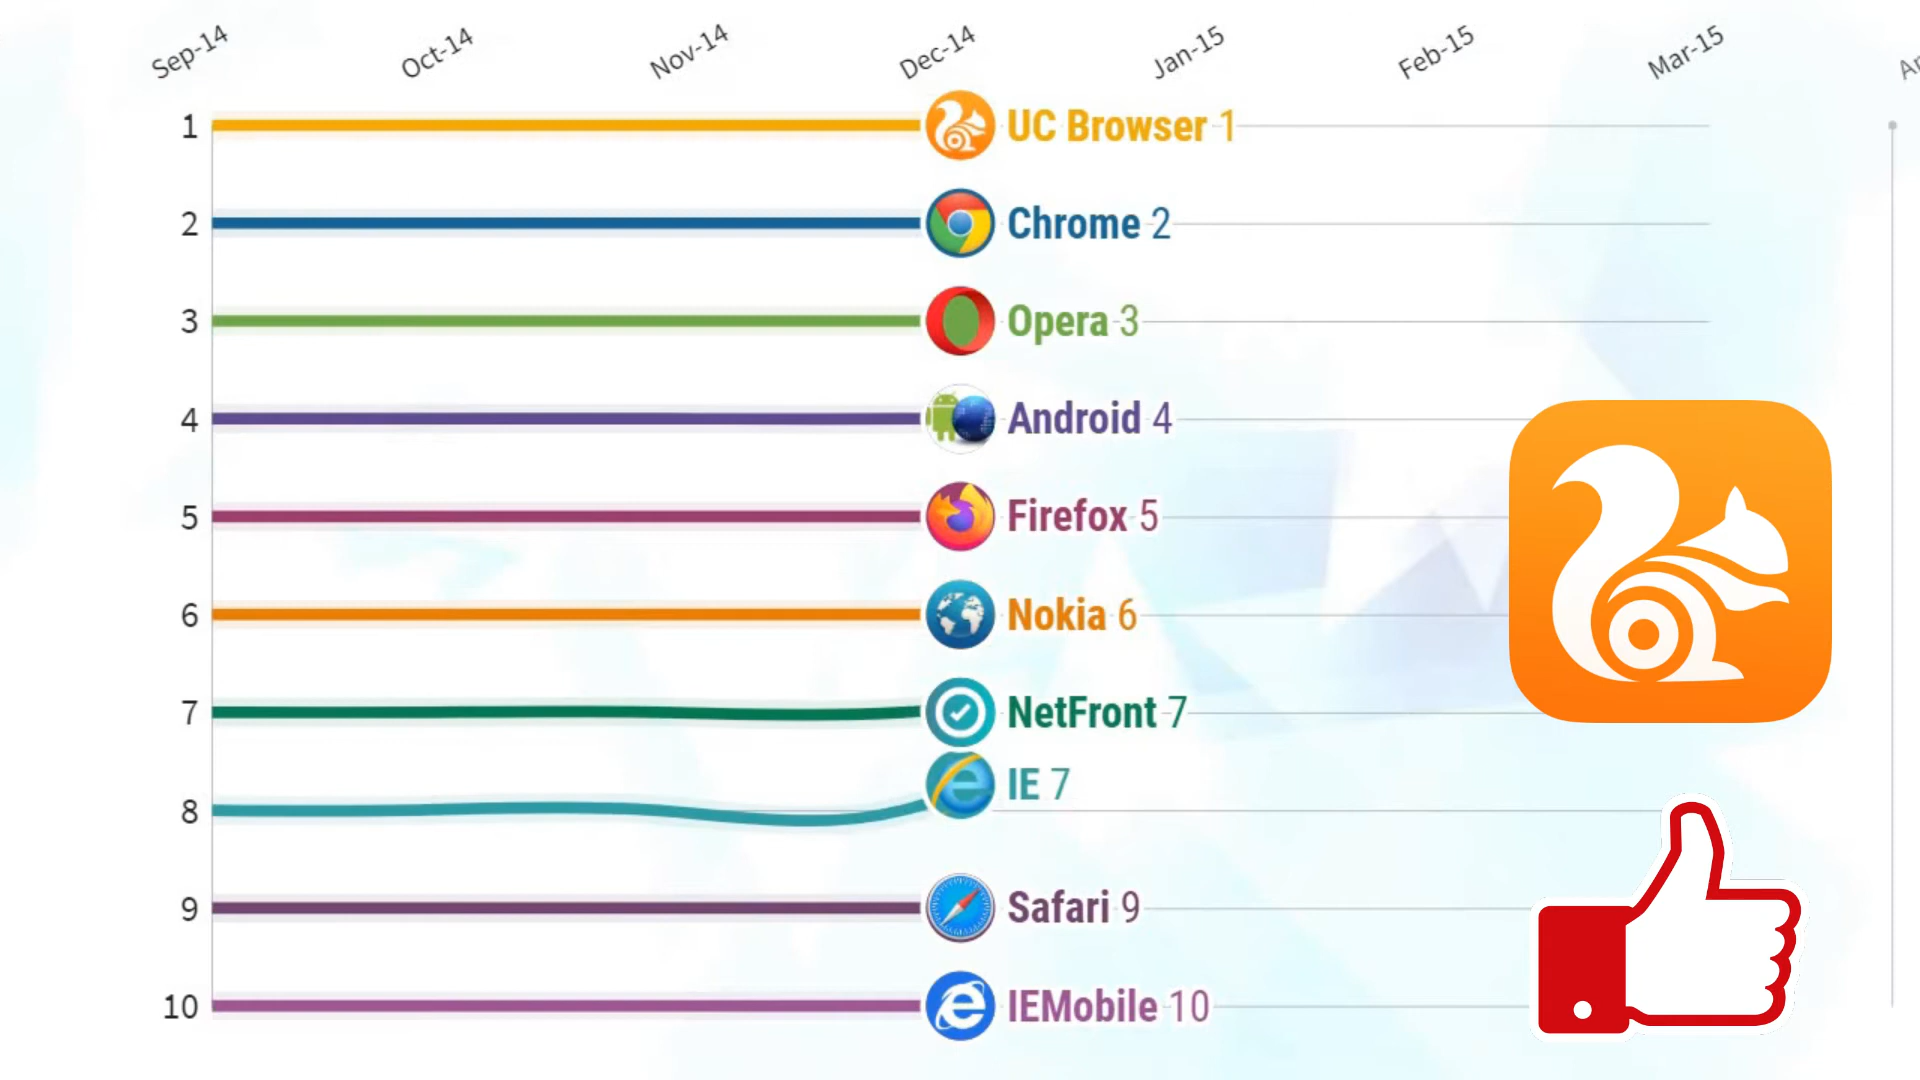 Sep-14 Oct-14 Nov-14 Dec-14 Jan-15 Feb-15 Mar-15
1 UC Browser 1
2 Chrome 2
3 Opera 3
4 Android 4
5 Firefox 5
6 Nokia 6
7 NetFront 7
IE 7
8
9 Safari 9
10 IEMobile 10